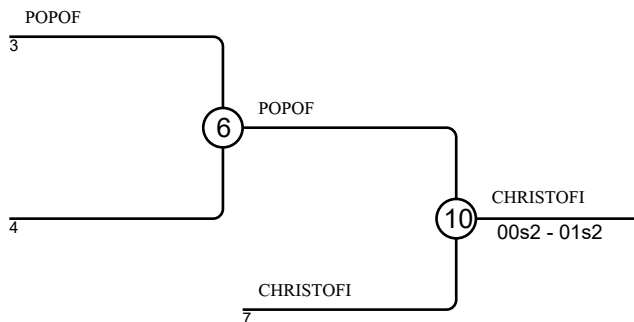 POPOF
3
POPOF
6
CHRISTOFI
10
00s2 - 01s2
4
CHRISTOFI
7